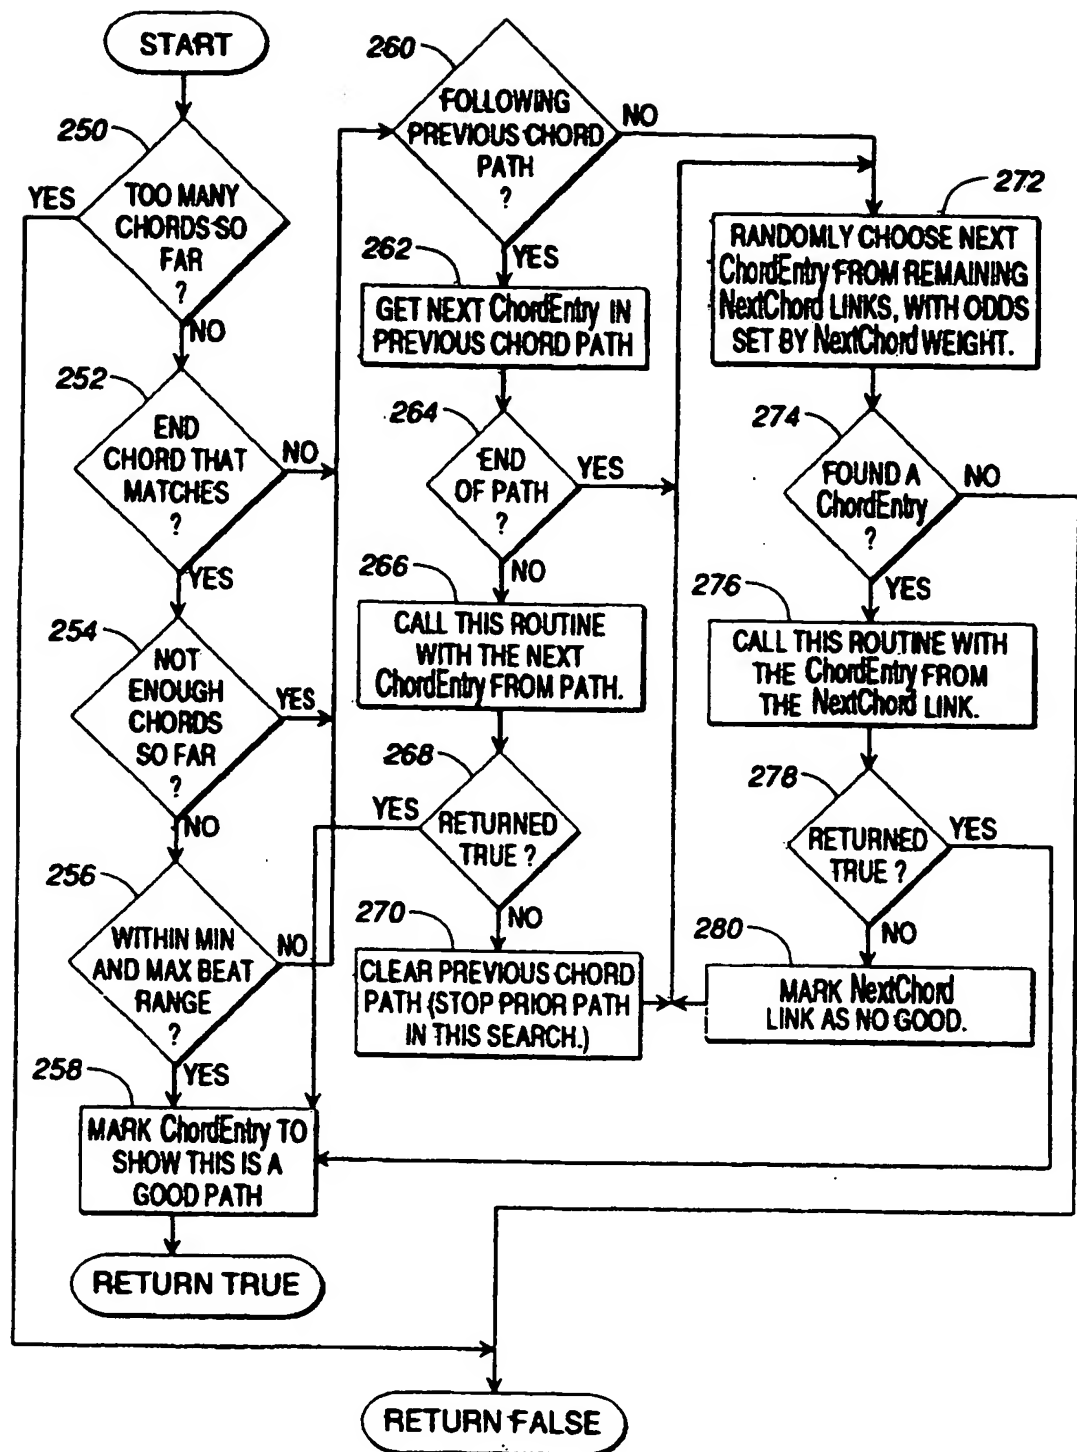 START
250
YES
TOO MANY
CHORDS SO
FAR
?
NO
252
END
CHORD THAT
MATCHES
?
NO
YES
254
NOT
ENOUGH
CHORDS
SO FAR
?
YES
NO
256
WITHIN MIN
AND MAX BEAT
RANGE
?
NO
YES
258
MARK ChordEntry TO
SHOW THIS IS A
GOOD PATH
RETURN TRUE
260
FOLLOWING
PREVIOUS CHORD
PATH
?
NO
YES
262
GET NEXT ChordEntry IN
PREVIOUS CHORD PATH
264
END
OF PATH
?
YES
NO
266
CALL THIS ROUTINE
WITH THE NEXT
ChordEntry FROM PATH.
268
YES
RETURNED
TRUE ?
NO
270
CLEAR PREVIOUS CHORD
PATH (STOP PRIOR PATH
IN THIS SEARCH.)
272
RANDOMLY CHOOSE NEXT
ChordEntry FROM REMAINING
NextChord LINKS, WITH ODDS
SET BY NextChord WEIGHT.
274
FOUND A
ChordEntry
?
NO
YES
276
CALL THIS ROUTINE WITH
THE ChordEntry FROM
THE NextChord LINK.
278
RETURNED
TRUE ?
YES
NO
280
MARK NextChord
LINK AS NO GOOD.
RETURN FALSE